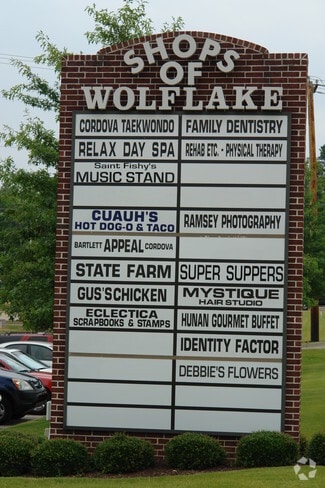 SHOPS
OF
WOLFLAKE
CORDOVA TAEKWONDO
FAMILY DENTISTRY
RELAX DAY SPA
REHAB ETC. - PHYSICAL THERAPY
Saint Fishy's
MUSIC STAND
CUAUH'S
HOT DOG-O & TACO
RAMSEY PHOTOGRAPHY
BARTLETT APPEAL CORDOVA
STATE FARM
SUPER SUPPERS
GUS'S CHICKEN
MYSTIQUE
HAIR STUDIO
ECLECTICA
SCRAPBOOKS & STAMPS
HUNAN GOURMET BUFFET
IDENTITY FACTOR
DEBBIE'S FLOWERS